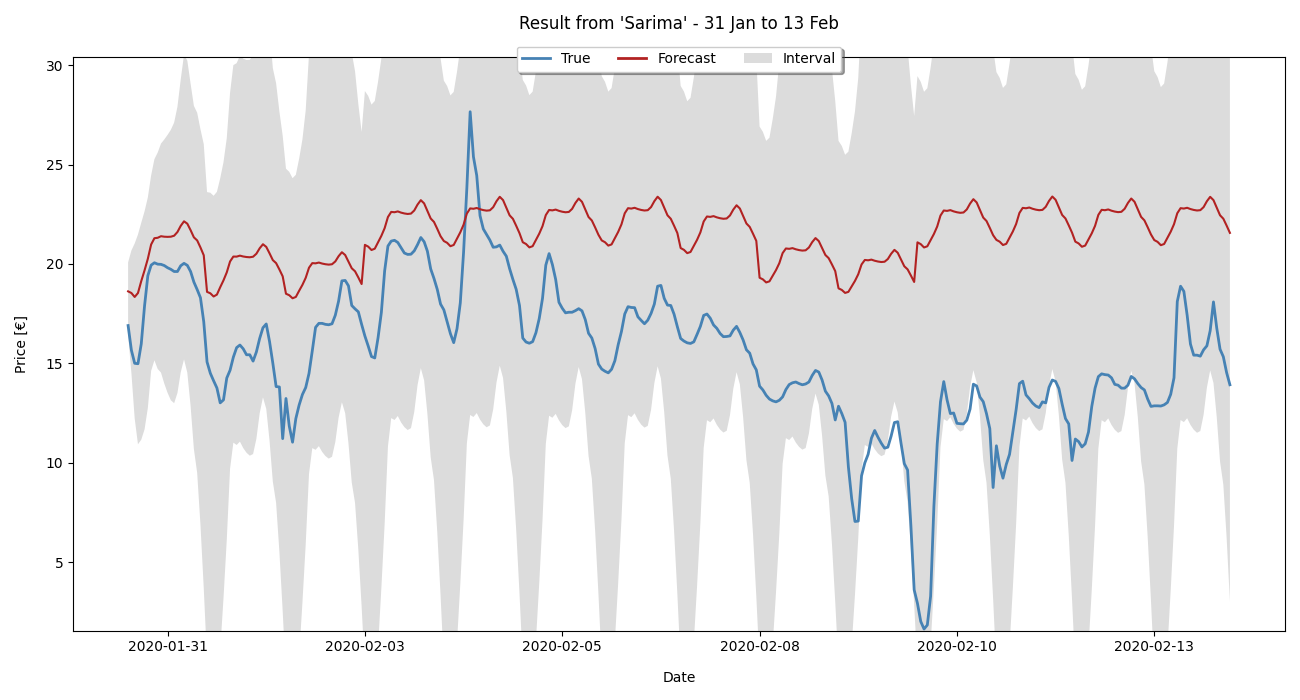 Result from 'Sarima' - 31 Jan to 13 Feb
True Forecast Interval
30
25
20
15
10
5
Price [€]
2020-01-31 2020-02-03 2020-02-05 2020-02-08 2020-02-10 2020-02-13
Date